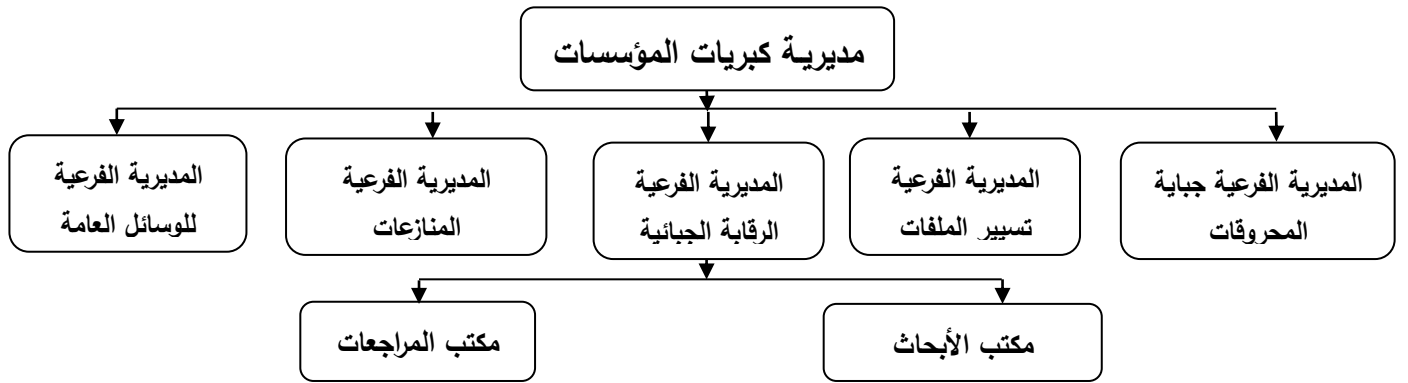 مديريـة كبريات المؤسسات
المديرية الفرعية جباية
المحروقات
المديرية الفرعية
تسيير الملفات
المديرية الفرعية
الرقابة الجبائية
المديرية الفرعية
المنازعات
المديرية الفرعية
للوسائل العامة
مكتب الأبحاث
مكتب المراجعات